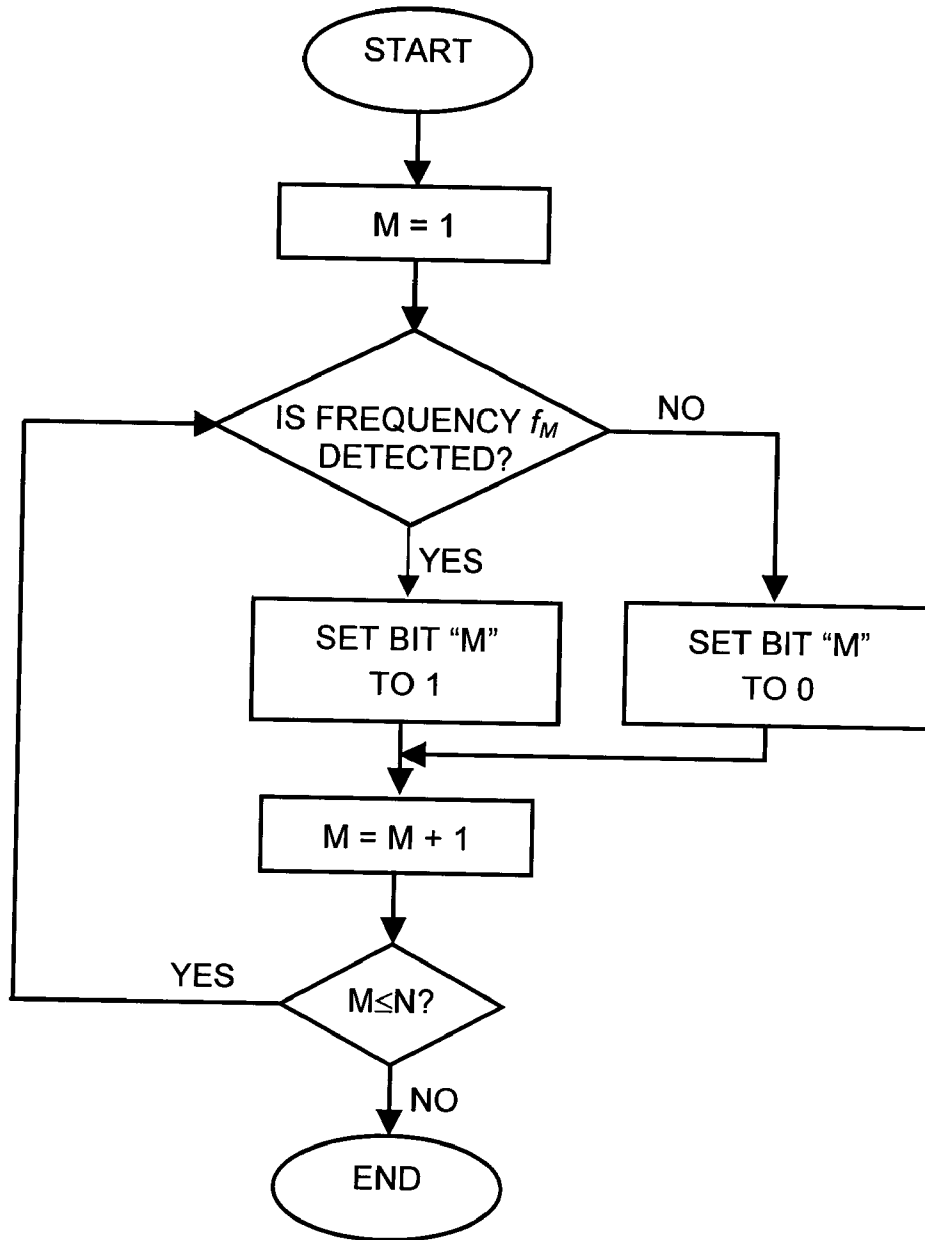 START
M = 1
IS FREQUENCY f_M
DETECTED?
NO
YES
SET BIT “M”
TO 1
SET BIT “M”
TO 0
M = M + 1
YES
M≤N?
NO
END